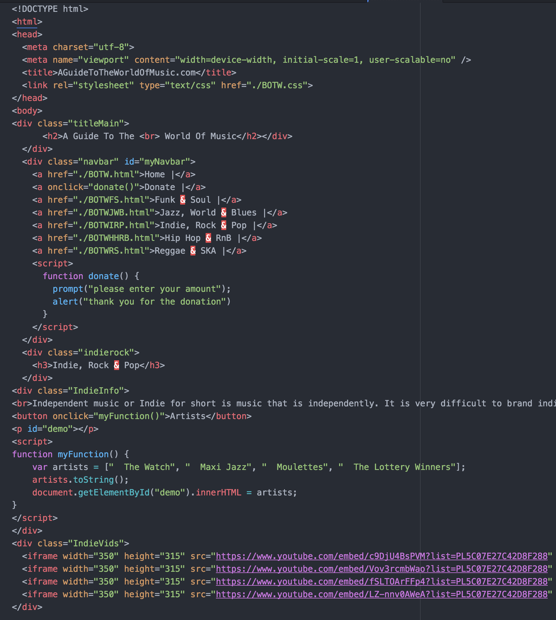 <!DOCTYPE html>
<html>
<head>
<meta charset="utf-8">
<meta name="viewport" content="width=device-width, initial-scale=1, user-scalable=no" />
<title>AGuideToTheWorldOfMusic.com</title>
<link rel="stylesheet" type="text/css" href="./BOTW.css">
</head>
<body>
<div class="titleMain">
<h2>A Guide To The <br> World Of Music</h2></div>
</div>
<div class="navbar" id="myNavbar">
<a href="./BOTW.html">Home |</a>
<a onclick="donate()">Donate |</a>
<a href="./BOTWFS.html">Funk & Soul |</a>
<a href="./BOTWJWB.html">Jazz, World & Blues |</a>
<a href="./BOTWIRP.html">Indie, Rock & Pop |</a>
<a href="./BOTWHHRB.html">Hip Hop & RnB |</a>
<a href="./BOTWRS.html">Reggae & SKA |</a>
<script>
function donate() {
prompt("please enter your amount");
alert("thank you for the donation")
}
</script>
</div>
<div class="indierock">
<h3>Indie, Rock & Pop</h3>
</div>
<div class="IndieInfo">
<br>Independent music or Indie for short is music that is independently. It is very difficult to brand indi
<button onclick="myFunction()">Artists</button>
<p id="demo"></p>
<script>
function myFunction() {
var artists = ["  The Watch", "  Maxi Jazz", "  Moulettes", "  The Lottery Winners"];
artists.toString();
document.getElementById("demo").innerHTML = artists;
}
</script>
</div>
<div class="IndieVids">
<iframe width="350" height="315" src="https://www.youtube.com/embed/c9DjU4BsPVM?list=PL5C07E27C42D8F288"
<iframe width="350" height="315" src="https://www.youtube.com/embed/Vov3rcmbWao?list=PL5C07E27C42D8F288"
<iframe width="350" height="315" src="https://www.youtube.com/embed/fSLTOArFFp4?list=PL5C07E27C42D8F288"
<iframe width="350" height="315" src="https://www.youtube.com/embed/LZ-nnv0AWeA?list=PL5C07E27C42D8F288"
</div>